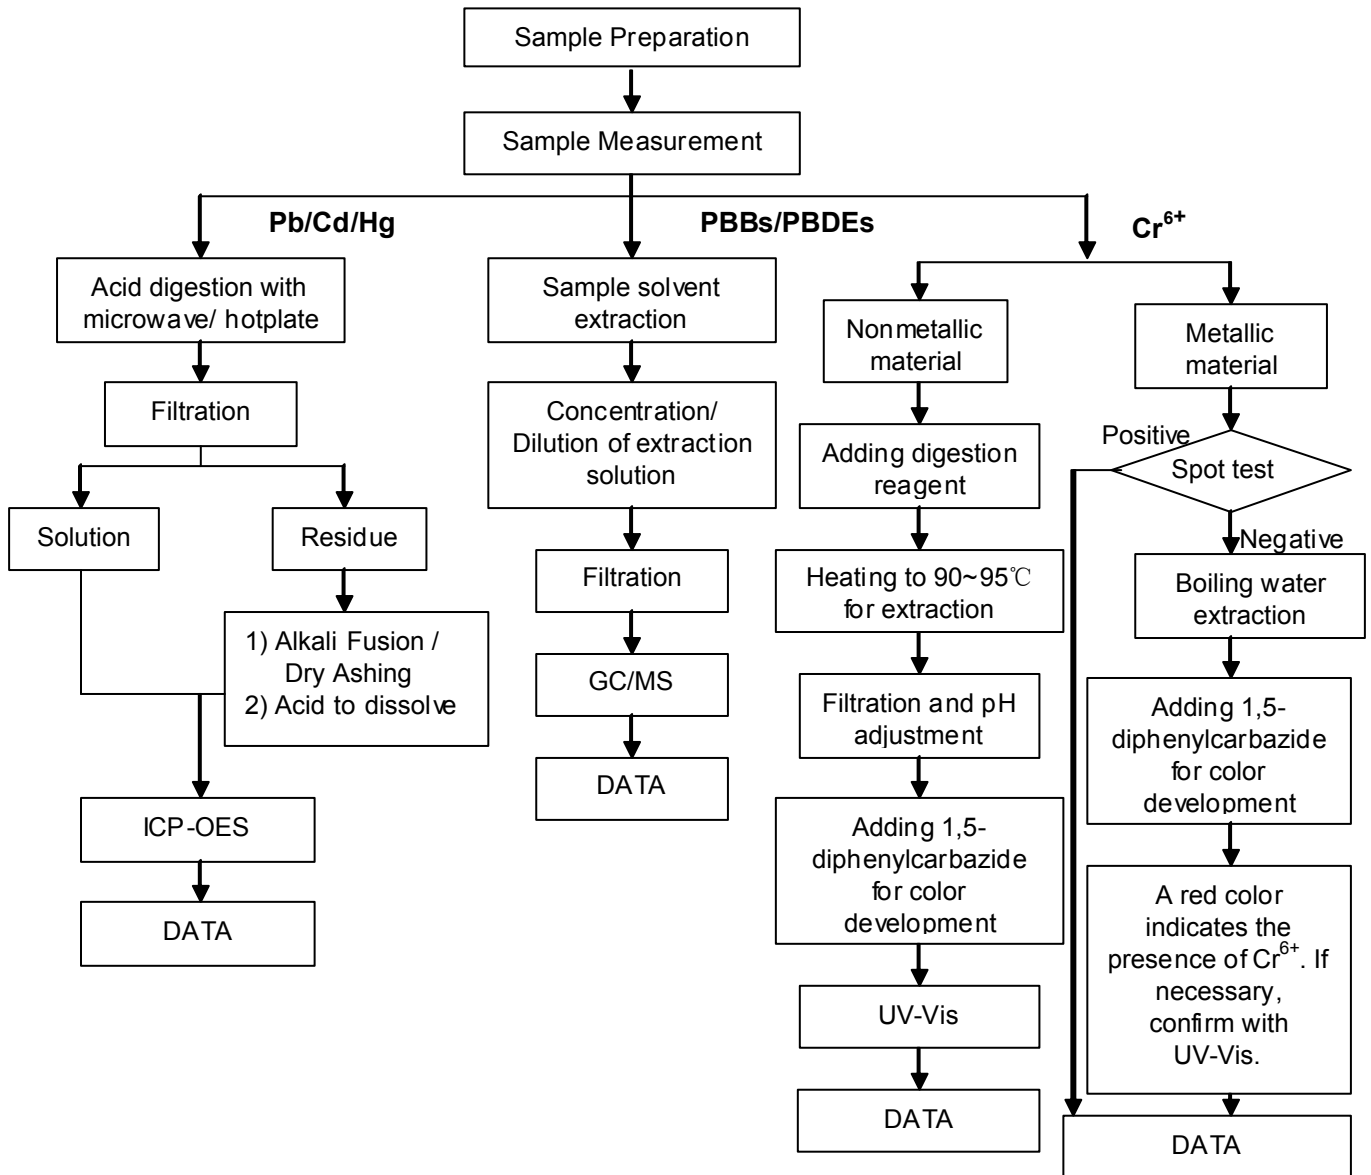 Sample Preparation
Sample Measurement
Pb/Cd/Hg
PBBs/PBDEs
Cr⁶⁺
Acid digestion with
microwave/ hotplate
Filtration
Solution
Residue
1) Alkali Fusion /
Dry Ashing
2) Acid to dissolve
ICP-OES
DATA
Sample solvent
extraction
Concentration/
Dilution of extraction
solution
Filtration
GC/MS
DATA
Nonmetallic
material
Adding digestion
reagent
Heating to 90~95℃
for extraction
Filtration and pH
adjustment
Adding 1,5-
diphenylcarbazide
for color
development
UV-Vis
DATA
Metallic
material
Positive
Spot test
Negative
Boiling water
extraction
Adding 1,5-
diphenylcarbazide
for color
development
A red color
indicates the
presence of Cr⁶⁺. If
necessary,
confirm with
UV-Vis.
DATA